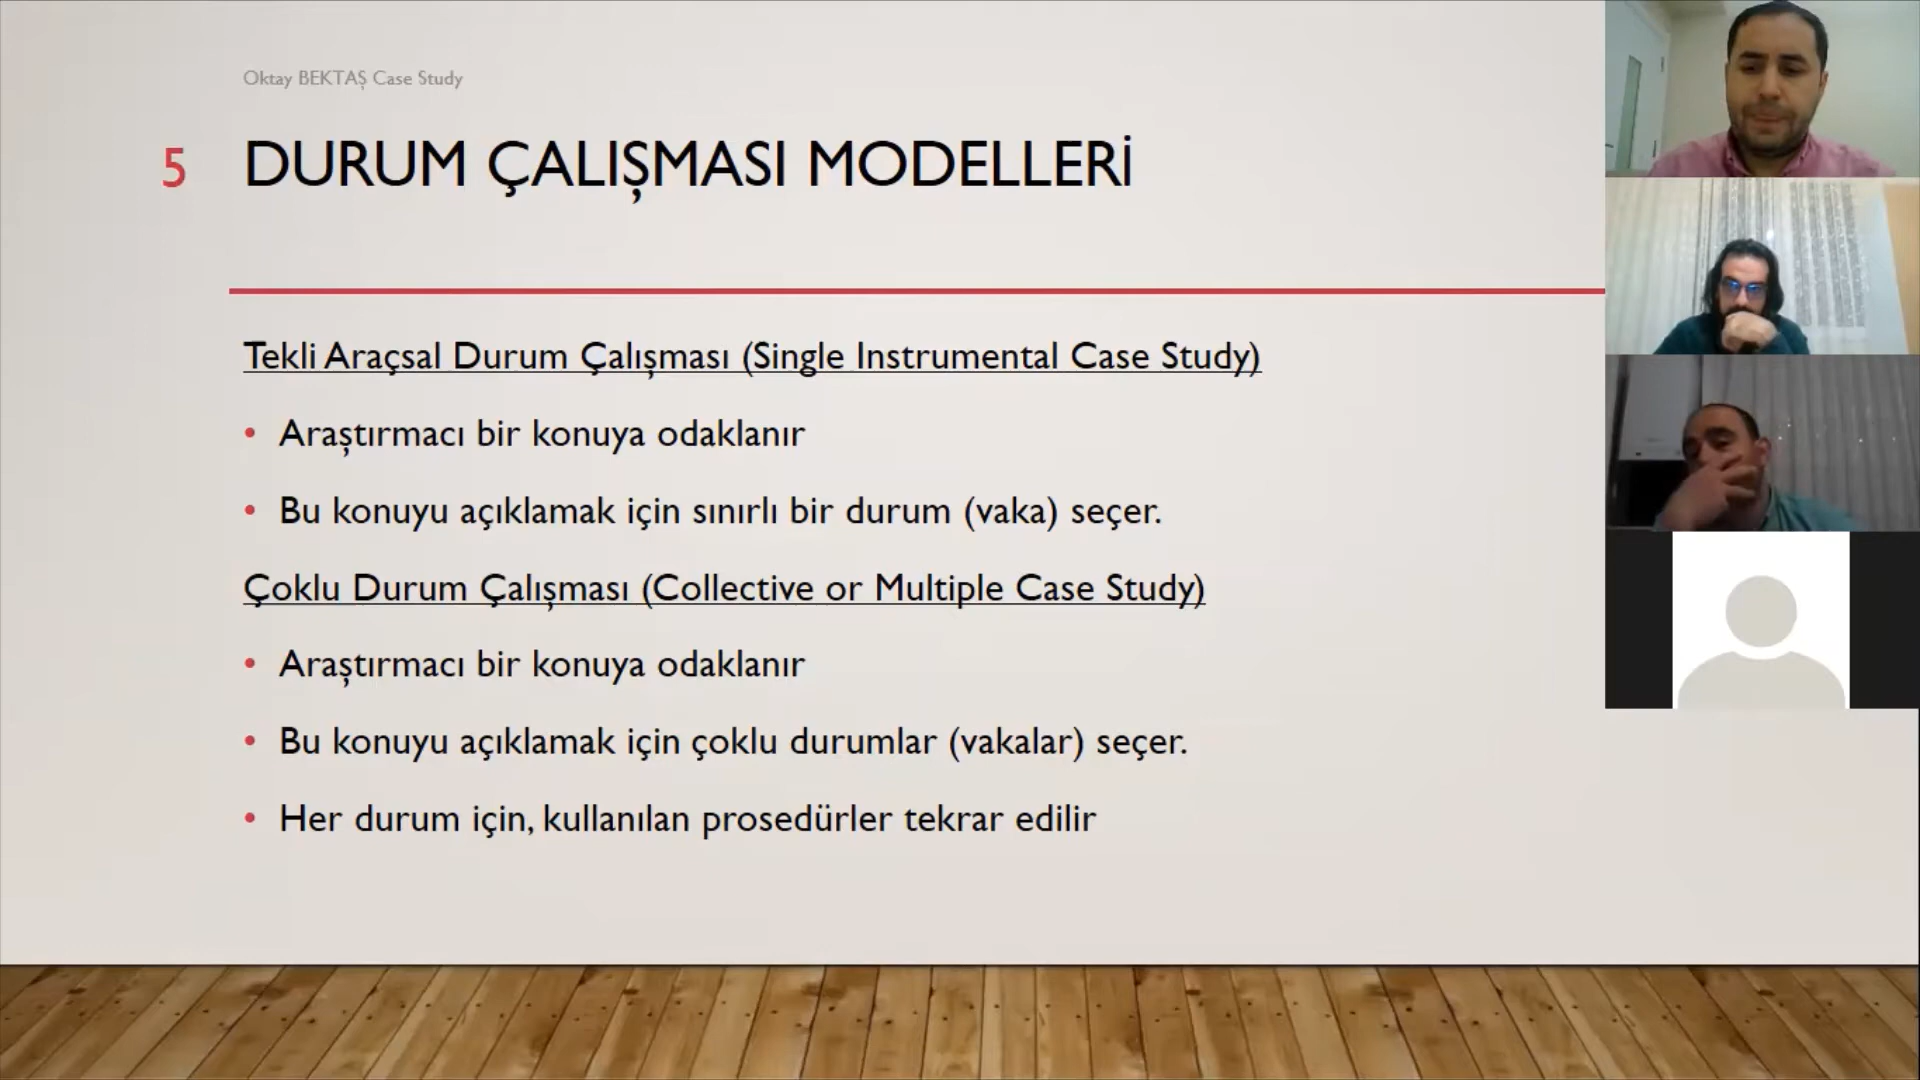 Oktay BEKTAŞ Case Study
5
DURUM ÇALIŞMASI MODELLERİ
Tekli Araçsal Durum Çalışması (Single Instrumental Case Study)
• Araştırmacı bir konuya odaklanır
• Bu konuyu açıklamak için sınırlı bir durum (vaka) seçer.
Çoklu Durum Çalışması (Collective or Multiple Case Study)
• Araştırmacı bir konuya odaklanır
• Bu konuyu açıklamak için çoklu durumlar (vakalar) seçer.
• Her durum için, kullanılan prosedürler tekrar edilir